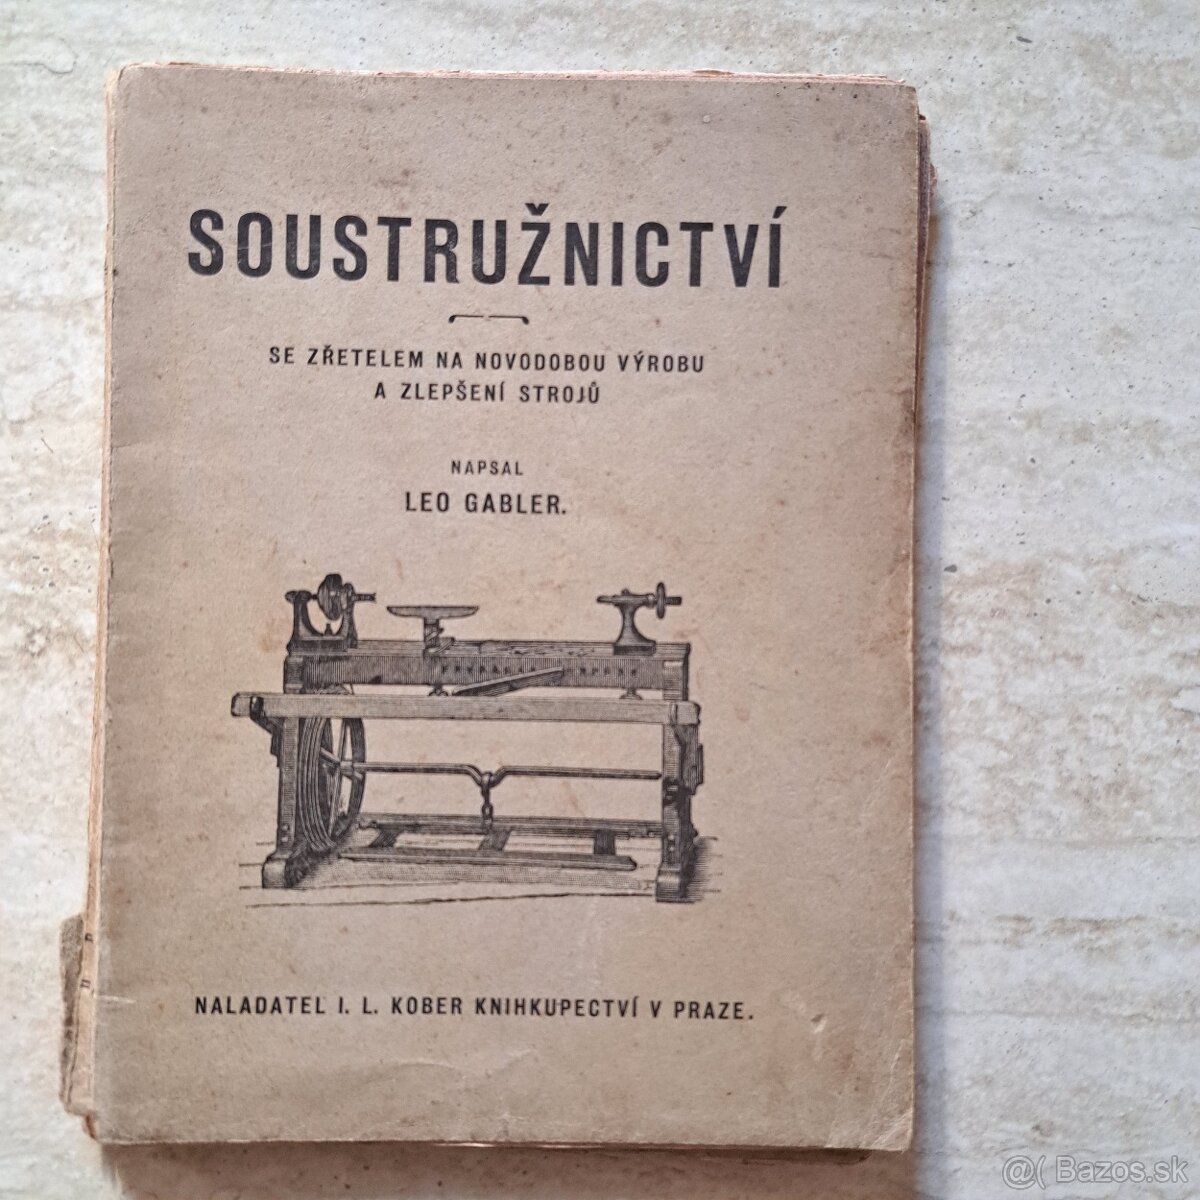 SOUSTRUŽNICTVÍ
SE ZŘETELEM NA NOVODOBOU VÝROBU
A ZLEPŠENÍ STROJŮ
NAPSAL
LEO GABLER.
NALADATEL I. L. KOBER KNIHKUPECTVÍ V PRAZE.
@( Bazos.sk